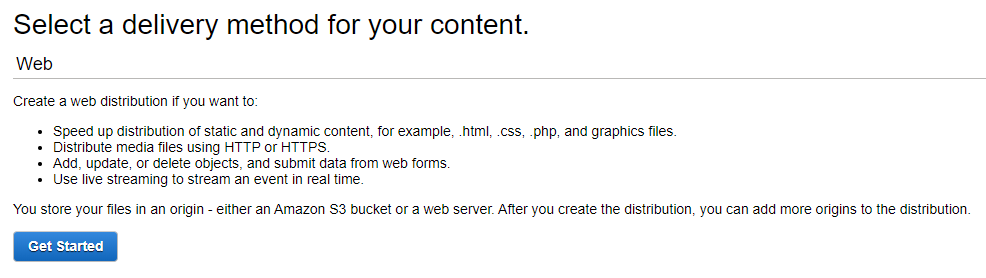 Select a delivery method for your content.
Web
Create a web distribution if you want to:
• Speed up distribution of static and dynamic content, for example, .html, .css, .php, and graphics files.
• Distribute media files using HTTP or HTTPS.
• Add, update, or delete objects, and submit data from web forms.
• Use live streaming to stream an event in real time.
You store your files in an origin - either an Amazon S3 bucket or a web server. After you create the distribution, you can add more origins to the distribution.
Get Started